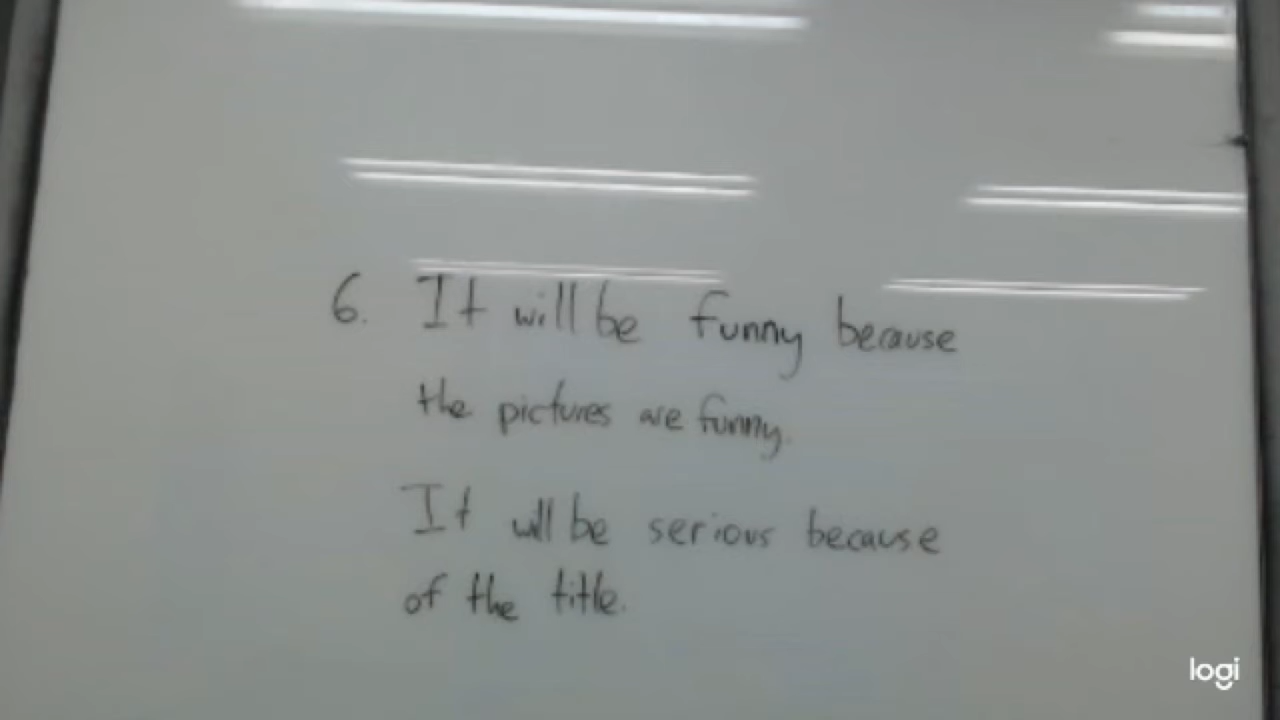 6. It will be funny because
the pictures are funny.
It will be serious because
of the title.
logi